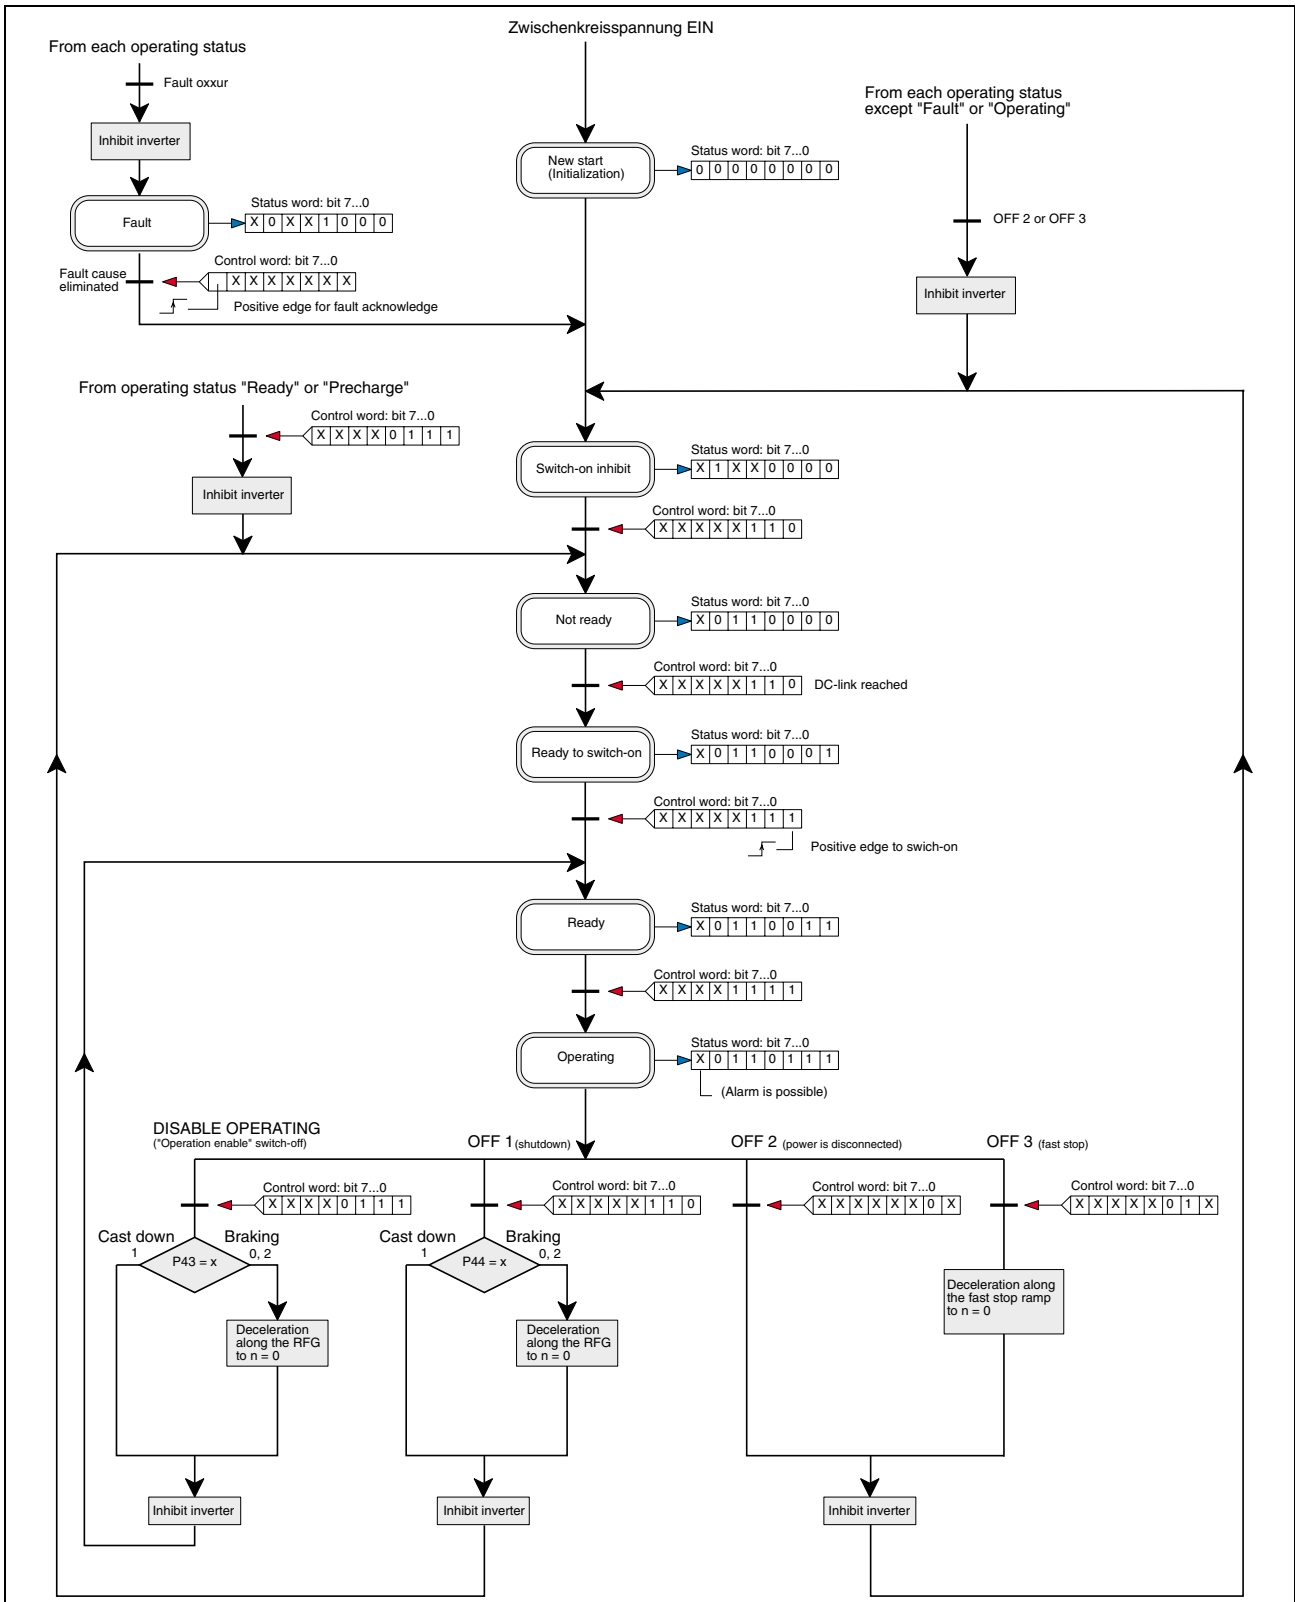 Zwischenkreisspannung EIN
From each operating status
Fault oxxur
Inhibit inverter
Fault
Status word: bit 7...0
X 0 X X 1 0 0 0
Fault cause
eliminated
Control word: bit 7...0
X X X X X X X
Positive edge for fault acknowledge
New start
(Initialization)
Status word: bit 7...0
0 0 0 0 0 0 0 0
From each operating status
except "Fault" or "Operating"
OFF 2 or OFF 3
Inhibit inverter
From operating status "Ready" or "Precharge"
Control word: bit 7...0
X X X X 0 1 1 1
Inhibit inverter
Switch-on inhibit
Status word: bit 7...0
X 1 X X 0 0 0 0
Control word: bit 7...0
X X X X X 1 1 0
Not ready
Status word: bit 7...0
X 0 1 1 0 0 0 0
Control word: bit 7...0
X X X X X 1 1 0
DC-link reached
Ready to switch-on
Status word: bit 7...0
X 0 1 1 0 0 0 1
Control word: bit 7...0
X X X X X 1 1 1
Positive edge to swich-on
Ready
Status word: bit 7...0
X 0 1 1 0 0 1 1
Control word: bit 7...0
X X X X 1 1 1 1
Operating
Status word: bit 7...0
X 0 1 1 0 1 1 1
(Alarm is possible)
DISABLE OPERATING
("Operation enable" switch-off)
Control word: bit 7...0
X X X X 0 1 1 1
Cast down
Braking
1
0, 2
P43 = x
Deceleration
along the RFG
to n = 0
Inhibit inverter
OFF 1 (shutdown)
Control word: bit 7...0
X X X X X 1 1 0
Cast down
Braking
1
0, 2
P44 = x
Deceleration
along the RFG
to n = 0
Inhibit inverter
OFF 2 (power is disconnected)
Control word: bit 7...0
X X X X X X 0 X
OFF 3 (fast stop)
Control word: bit 7...0
X X X X X 0 1 X
Deceleration along
the fast stop ramp
to n = 0
Inhibit inverter